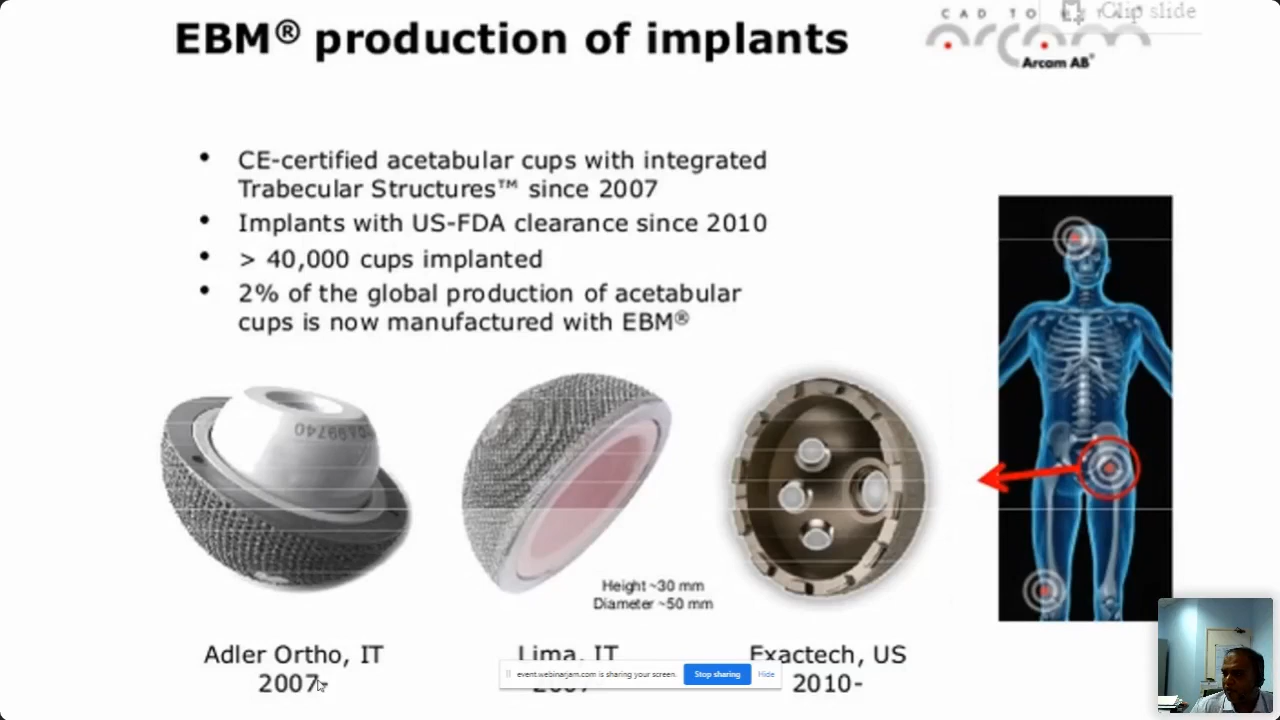 CAD TO
Clip slide
EBM® production of implants
arcam
Arcam AB®
• CE-certified acetabular cups with integrated
Trabecular Structures™ since 2007
• Implants with US-FDA clearance since 2010
• > 40,000 cups implanted
• 2% of the global production of acetabular
cups is now manufactured with EBM®
Height ~30 mm
Diameter ~50 mm
Adler Ortho, IT
2007-
Lima, IT
2007-
Exactech, US
2010-
event.webinarjam.com is sharing your screen.
Stop sharing
Hide